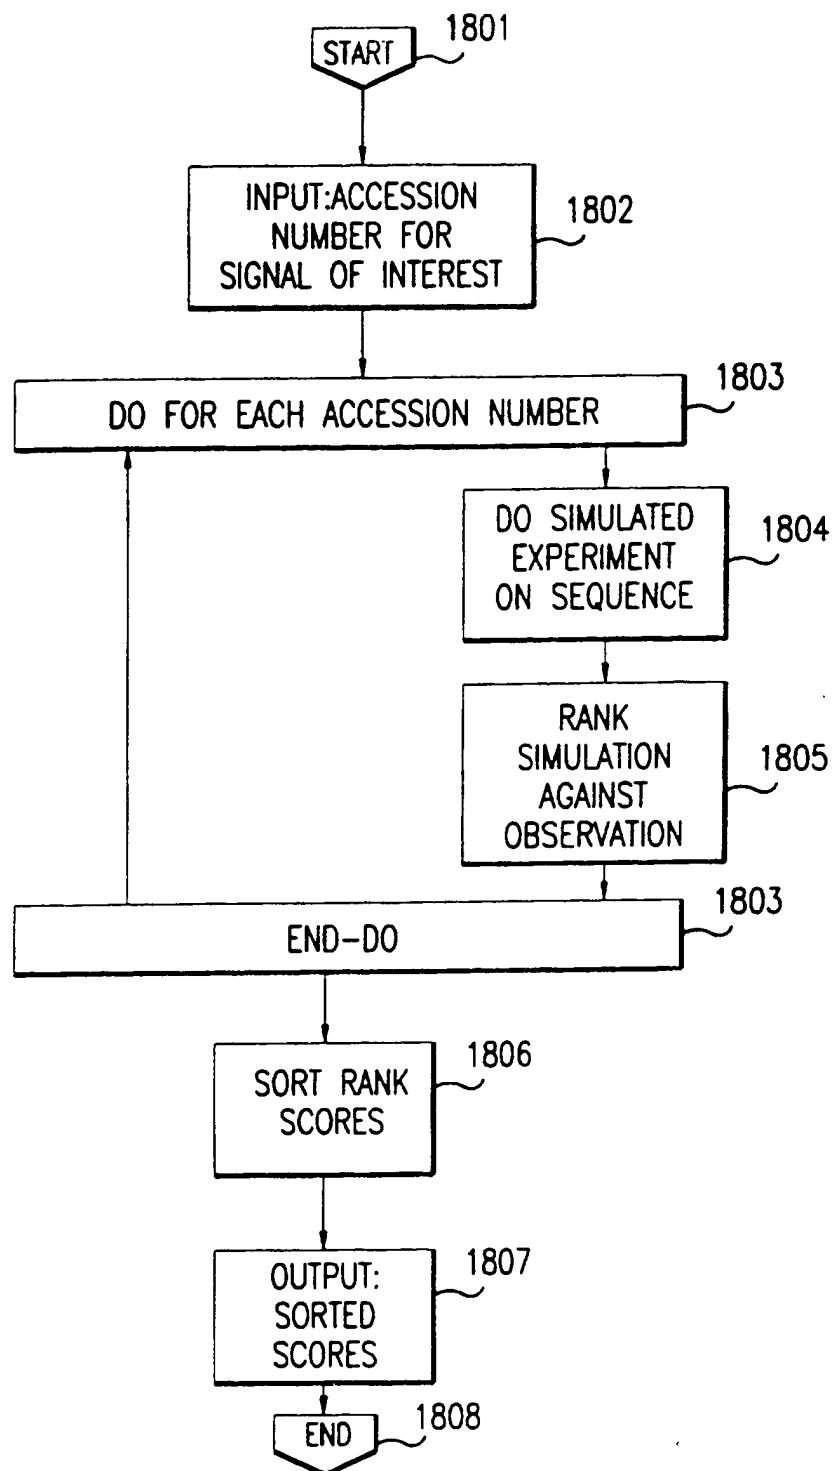 START
1801
INPUT:ACCESSION
NUMBER FOR
SIGNAL OF INTEREST
1802
DO FOR EACH ACCESSION NUMBER
1803
DO SIMULATED
EXPERIMENT
ON SEQUENCE
1804
RANK
SIMULATION
AGAINST
OBSERVATION
1805
END-DO
1803
SORT RANK
SCORES
1806
OUTPUT:
SORTED
SCORES
1807
END
1808